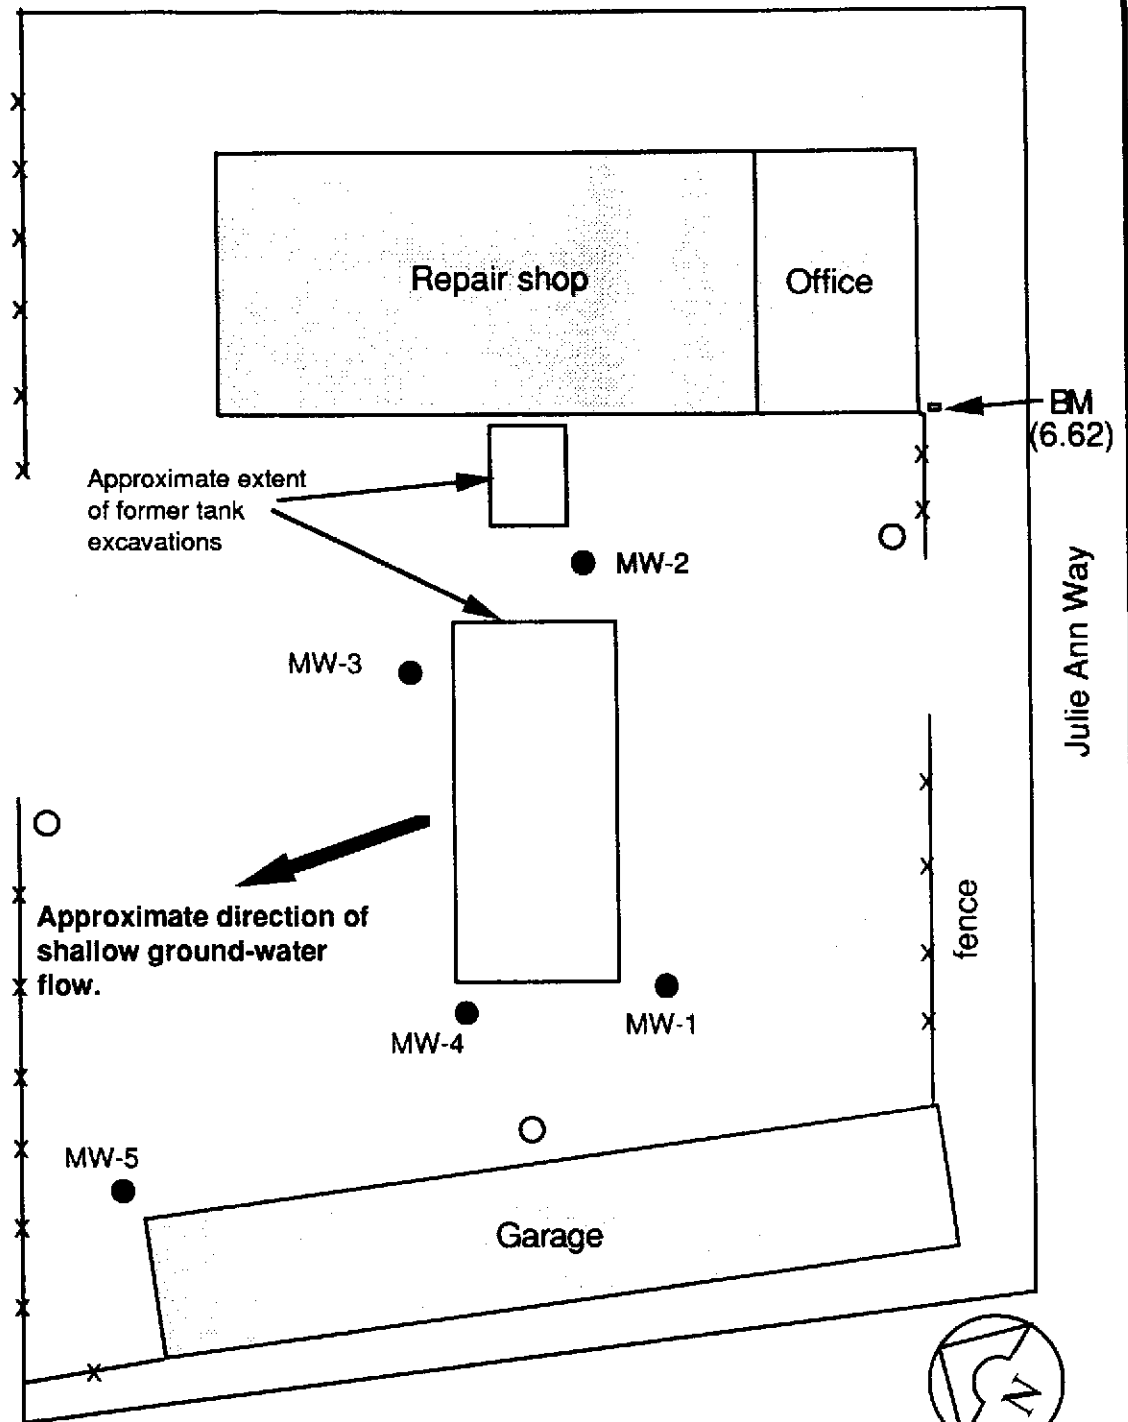 Repair shop
Office
BM
(6.62)
Approximate extent
of former tank
excavations
MW-2
MW-3
Julie Ann Way
Approximate direction of
shallow ground-water
flow.
fence
MW-4
MW-1
MW-5
Garage
N